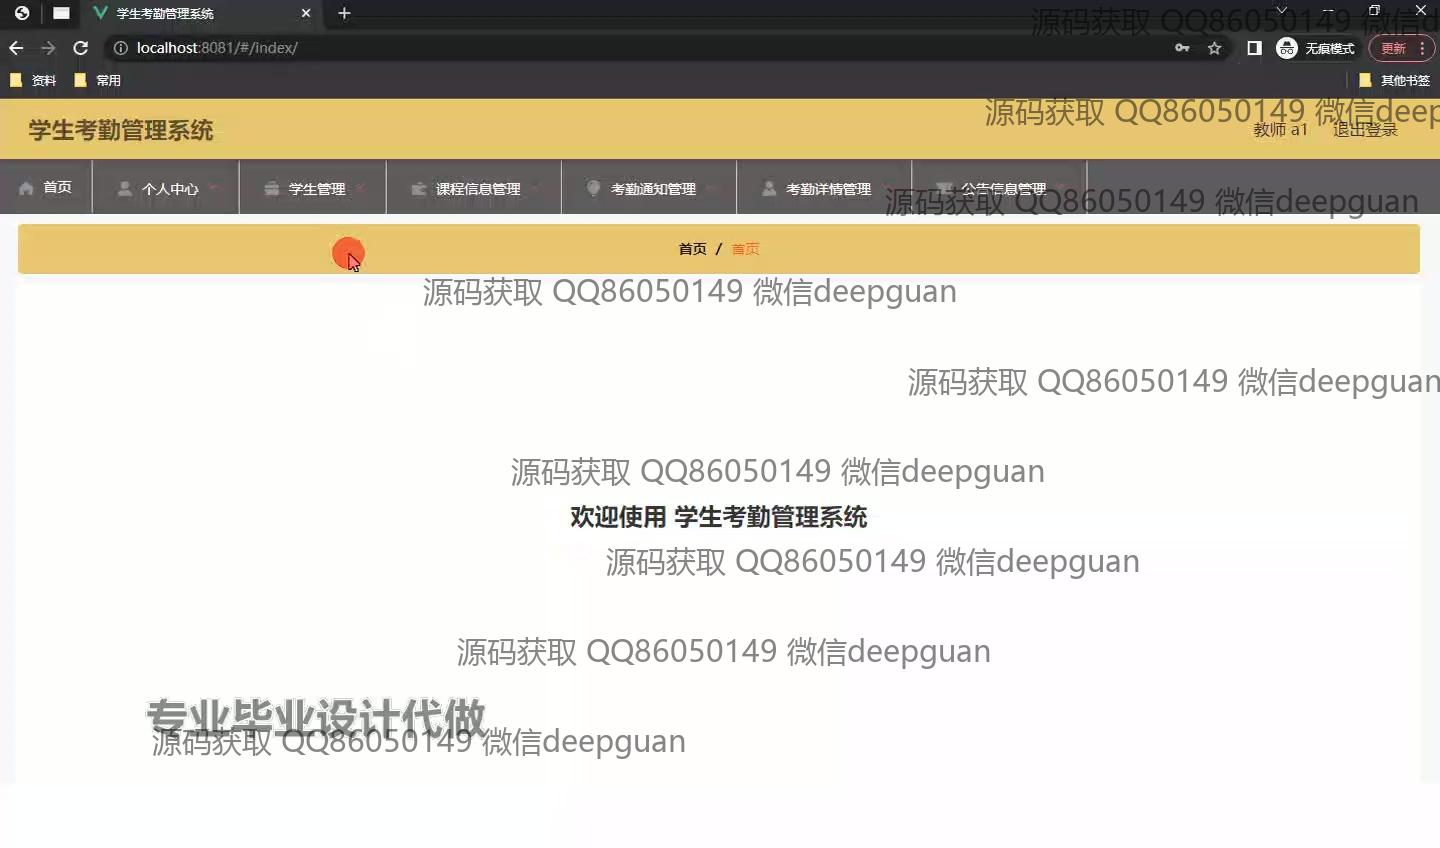 学生考勤管理系统
源码获取 QQ86050149 微信d
localhost:8081/#/index/
无痕模式
更新
资料
常用
其他书签
源码获取 QQ86050149 微信deep
学生考勤管理系统
教师 a1
退出登录
首页
个人中心
学生管理
课程信息管理
考勤通知管理
考勤详情管理
公告信息管理
源码获取 QQ86050149 微信deepguan
首页 / 首页
源码获取 QQ86050149 微信deepguan
源码获取 QQ86050149 微信deepguan
源码获取 QQ86050149 微信deepguan
欢迎使用 学生考勤管理系统
源码获取 QQ86050149 微信deepguan
源码获取 QQ86050149 微信deepguan
专业毕业设计代做
源码获取 QQ86050149 微信deepguan